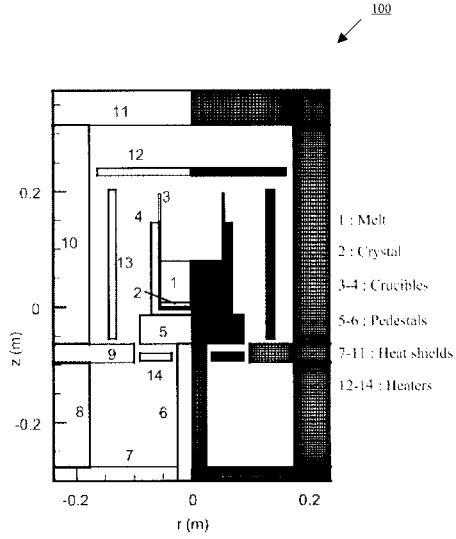 100
11
12
0.2
3
4
1 : Melt
10
13
2 : Crystal
1
3-4 : Crucibles
2
0
5
5-6 : Pedestals
z (m)
9
7-11 : Heat shields
14
12-14 : Heaters
8
6
-0.2
7
-0.2
0
0.2
r (m)